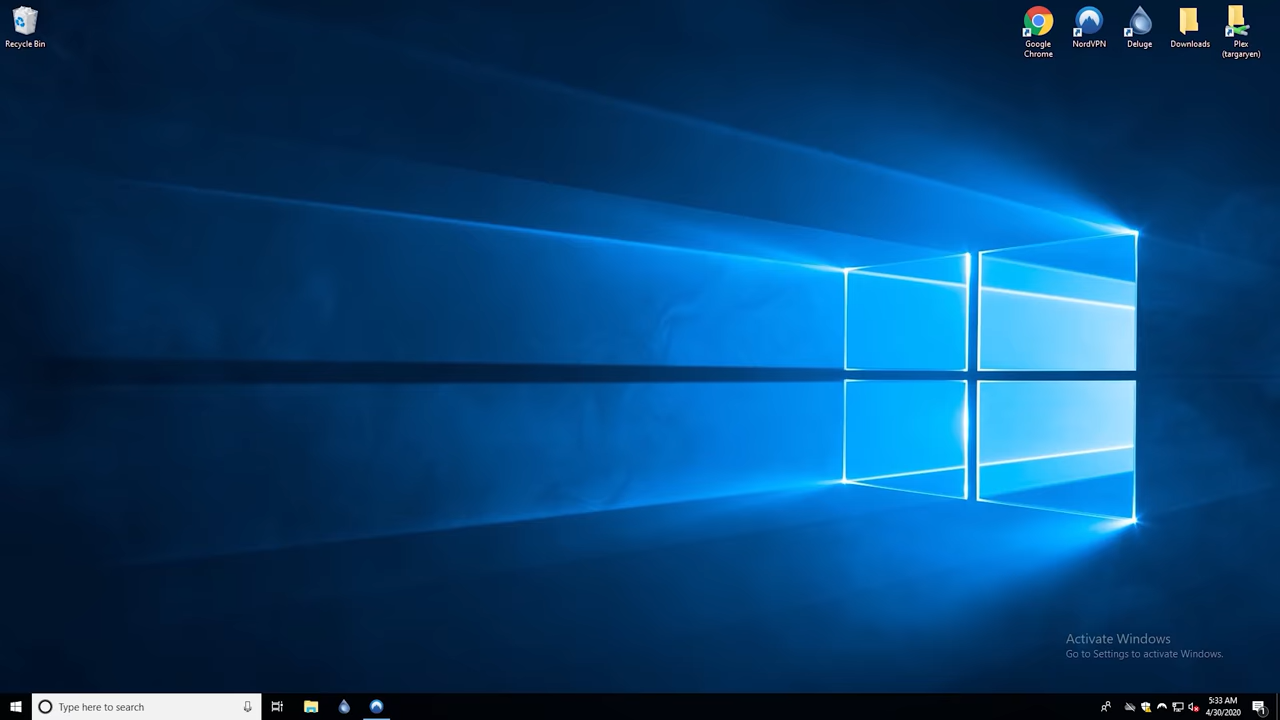 Recycle Bin
Google
Chrome
NordVPN
Deluge
Downloads
Plex
(targaryen)
Activate Windows
Go to Settings to activate Windows.
Type here to search
5:33 AM
4/30/2020
1